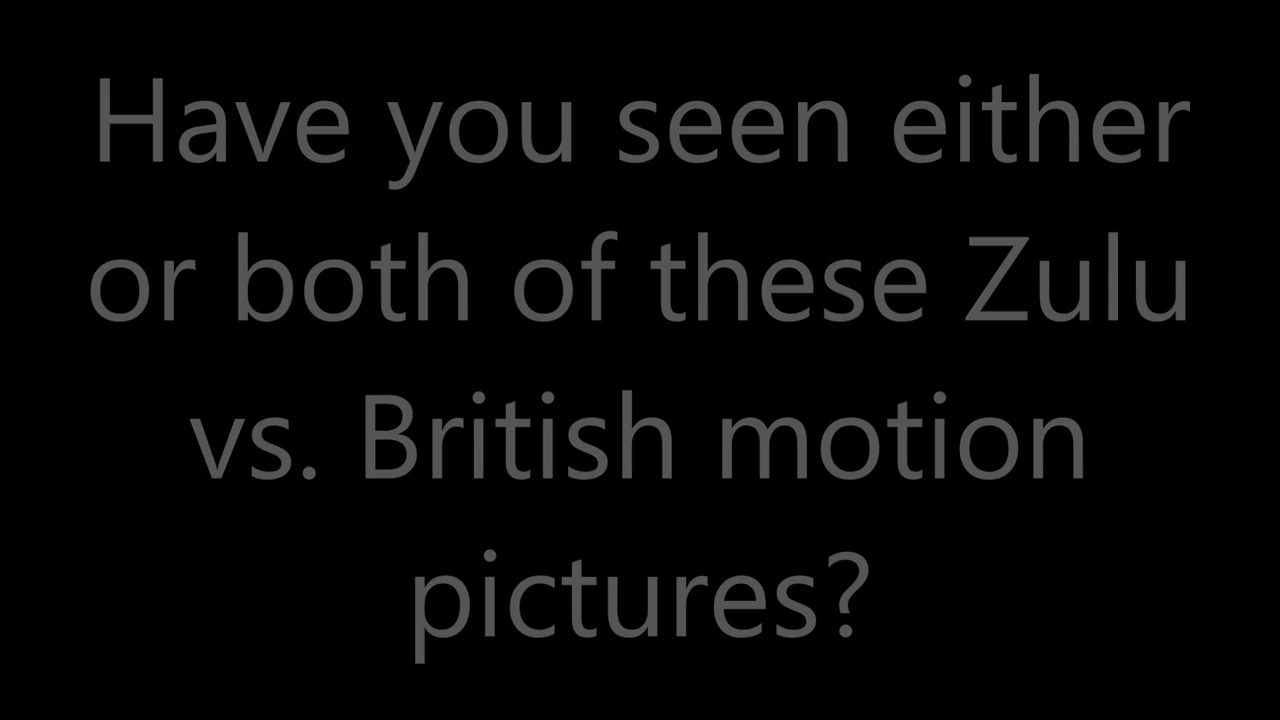 Have you seen either
or both of these Zulu
vs. British motion
pictures?